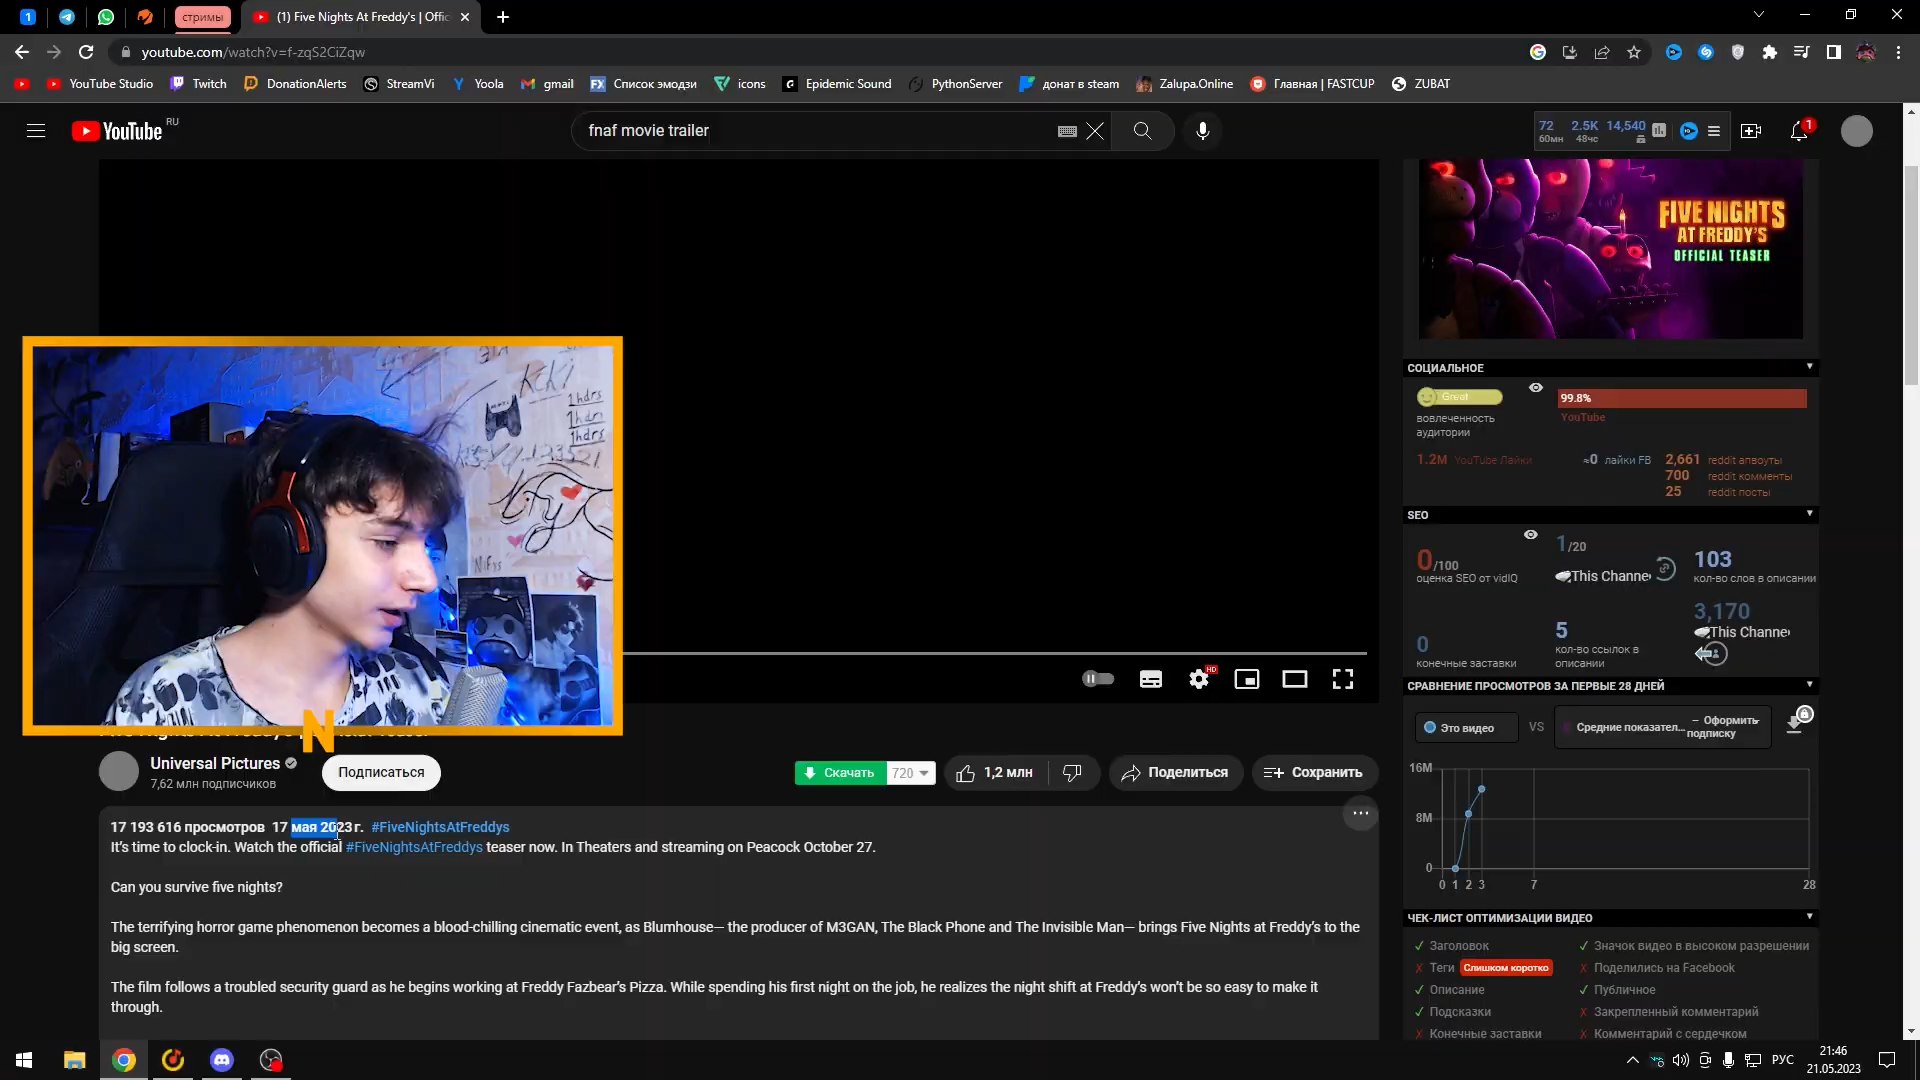 1
стримы
(1) Five Nights At Freddy's | Offic
youtube.com/watch?v=f-zqS2CiZqw
YouTube Studio
Twitch
DonationAlerts
StreamVi
Yoola
gmail
FX
Список эмодзи
icons
Epidemic Sound
PythonServer
донат в steam
Zalupa.Online
Главная | FASTCUP
ZUBAT
YouTube
RU
fnaf movie trailer
72
2.5K
14,540
60мн
48чс
1
FIVE NIGHTS
AT FREDDY'S
OFFICIAL TEASER
СОЦИАЛЬНОЕ
Great
99.8%
YouTube
вовлеченность
аудитории
1.2M YouTube Лайки
≈0 лайки FB
2,661 reddit апвоуты
700 reddit комменты
25 reddit посты
SEO
0/100
оценка SEO от vidIQ
1/20
This Channel
103
кол-во слов в описании
0
конечные заставки
5
кол-во ссылок в
описании
3,170
This Channel
СРАВНЕНИЕ ПРОСМОТРОВ ЗА ПЕРВЫЕ 28 ДНЕЙ
Это видео
VS
Средние показател...
– Оформить
подписку
16M
8M
0
0 1 2 3 7 28
ЧЕК-ЛИСТ ОПТИМИЗАЦИИ ВИДЕО
✓ Заголовок
✓ Значок видео в высоком разрешении
✗ Теги Слишком коротко
✗ Поделились на Facebook
✓ Описание
✓ Публичное
✓ Подсказки
✗ Закрепленный комментарий
✗ Конечные заставки
✗ Комментарий с сердечком
1hdrs
1hdrs
N
HD
Universal Pictures
7,62 млн подписчиков
Подписаться
Скачать
720
1,2 млн
Поделиться
Сохранить
17 193 616 просмотров 17 мая 2023 г. #FiveNightsAtFreddys
It's time to clock-in. Watch the official #FiveNightsAtFreddys teaser now. In Theaters and streaming on Peacock October 27.
Can you survive five nights?
The terrifying horror game phenomenon becomes a blood-chilling cinematic event, as Blumhouse— the producer of M3GAN, The Black Phone and The Invisible Man— brings Five Nights at Freddy's to the
big screen.
The film follows a troubled security guard as he begins working at Freddy Fazbear's Pizza. While spending his first night on the job, he realizes the night shift at Freddy's won't be so easy to make it
through.
РУС
21:46
21.05.2023